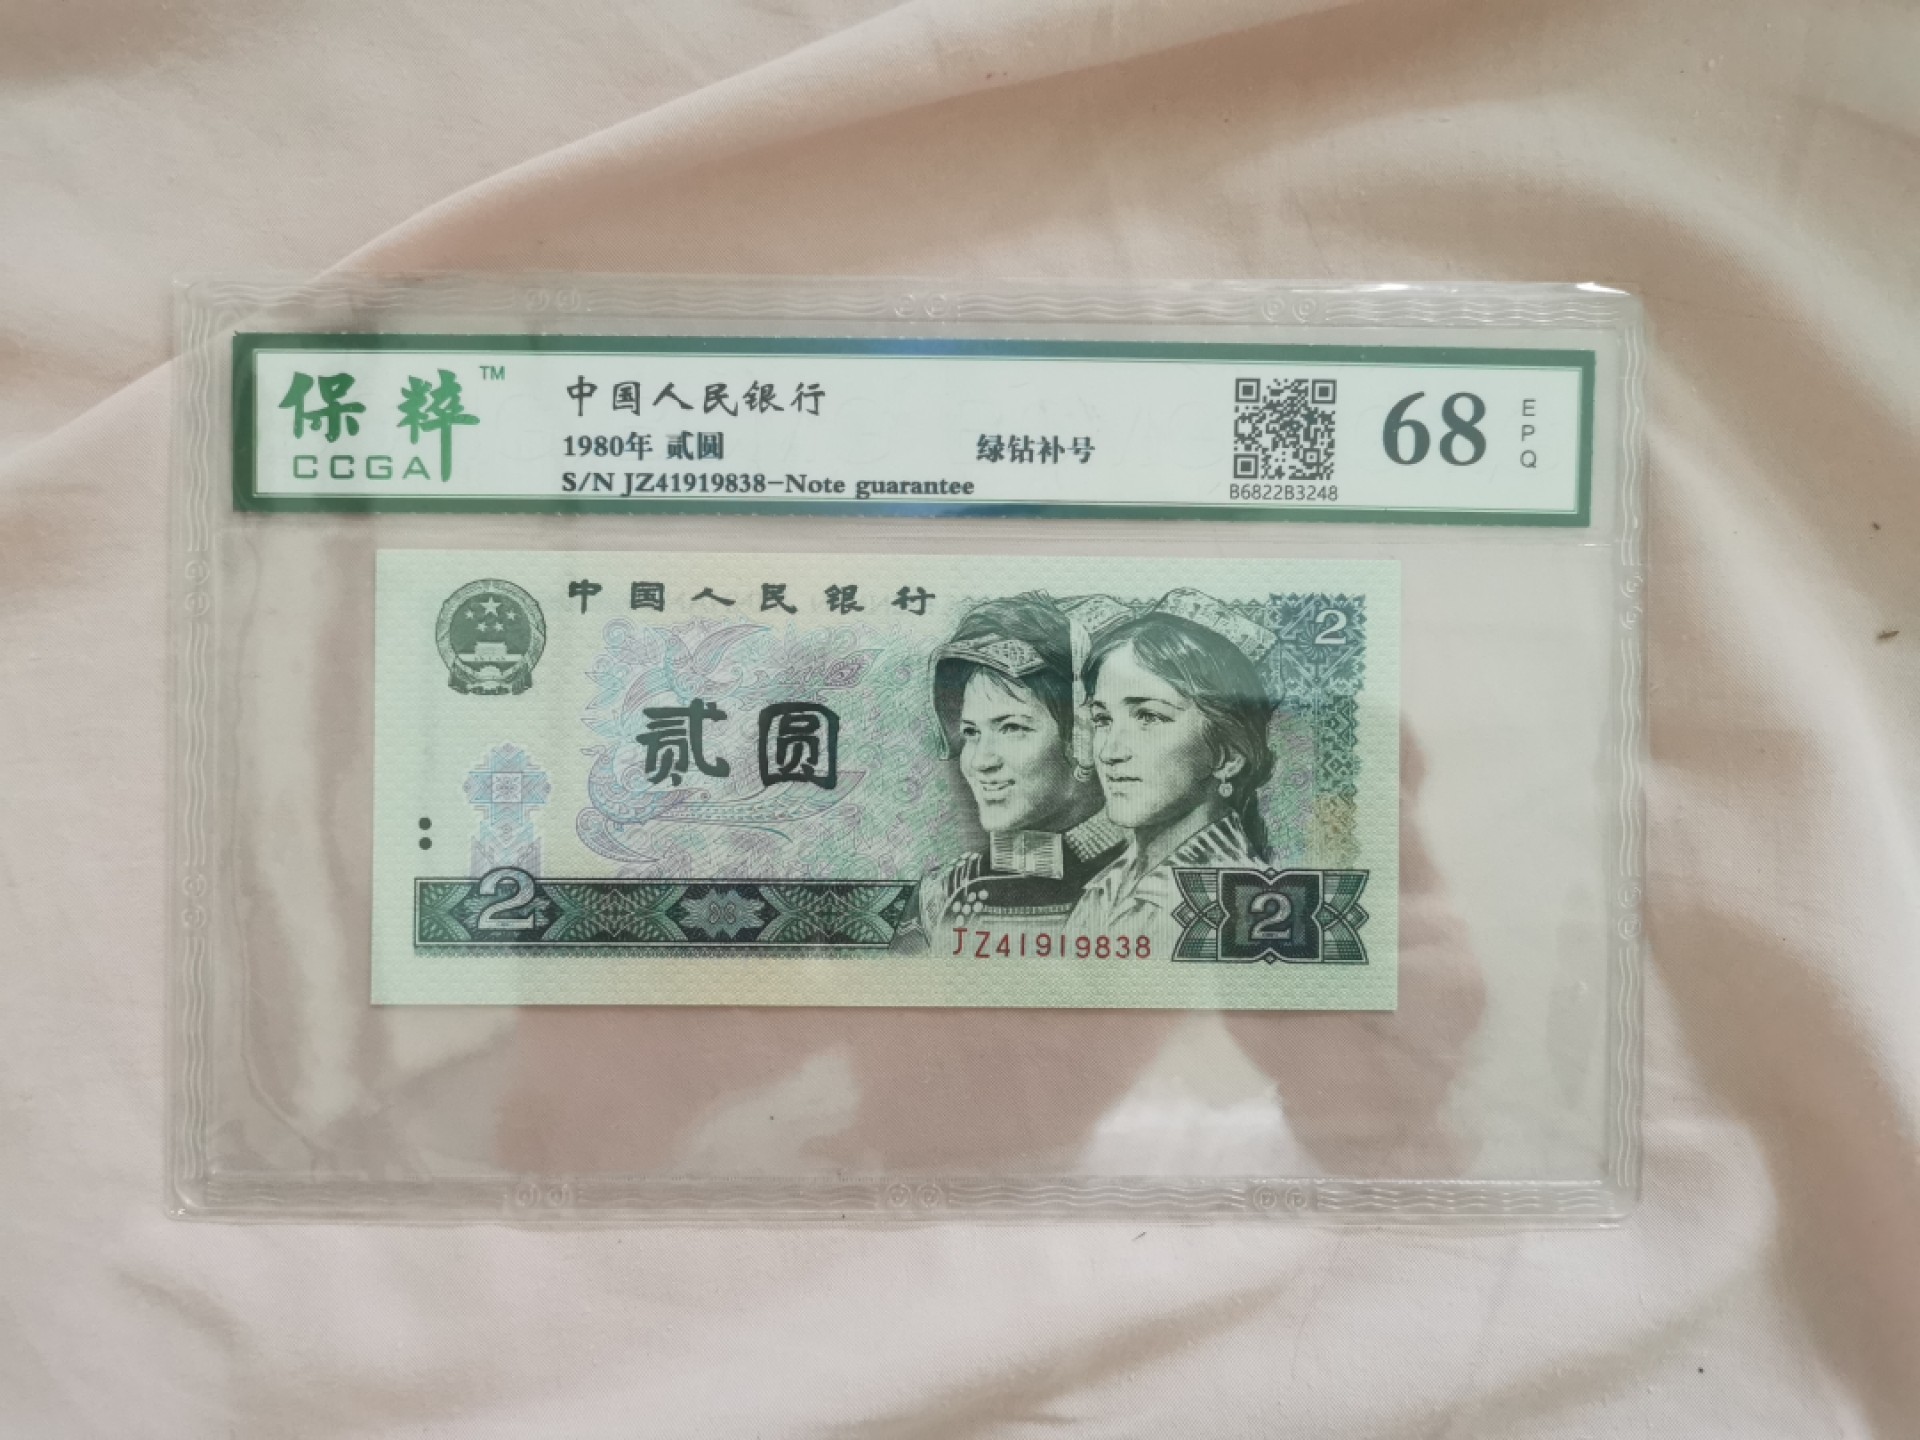 保粹™
CCGA
中国人民银行
1980年 贰圆
绿钻补号
S/N JZ41919838-Note guarantee
B6822B3248
68
EPQ
中国人民银行
2
贰圆
2
JZ41919838
2